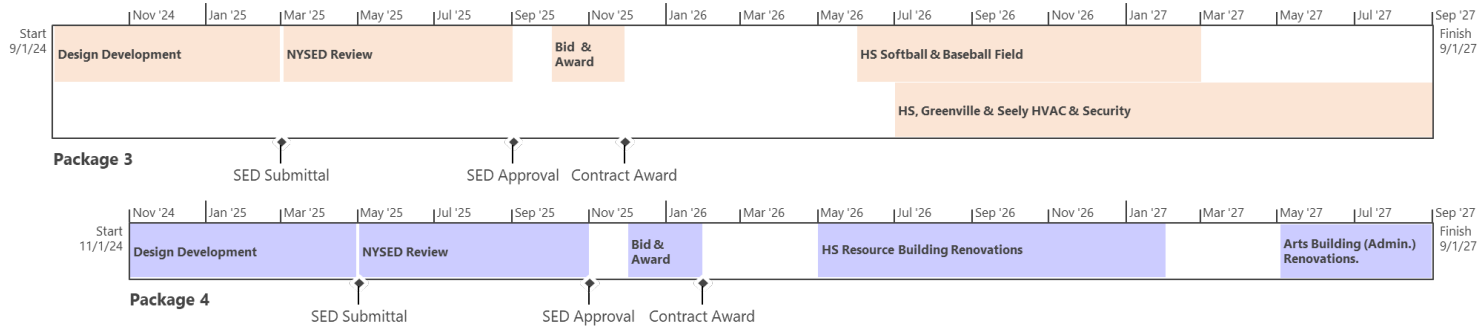 Nov '24 Jan '25 Mar '25 May '25 Jul '25 Sep '25 Nov '25 Jan '26 Mar '26 May '26 Jul '26 Sep '26 Nov '26 Jan '27 Mar '27 May '27 Jul '27 Sep '27
Start
9/1/24
Design Development
NYSED Review
Bid &
Award
HS Softball & Baseball Field
Finish
9/1/27
HS, Greenville & Seely HVAC & Security
Package 3
SED Submittal
SED Approval
Contract Award
Nov '24 Jan '25 Mar '25 May '25 Jul '25 Sep '25 Nov '25 Jan '26 Mar '26 May '26 Jul '26 Sep '26 Nov '26 Jan '27 Mar '27 May '27 Jul '27 Sep '27
Start
11/1/24
Design Development
NYSED Review
Bid &
Award
HS Resource Building Renovations
Arts Building (Admin.)
Renovations.
Finish
9/1/27
Package 4
SED Submittal
SED Approval
Contract Award